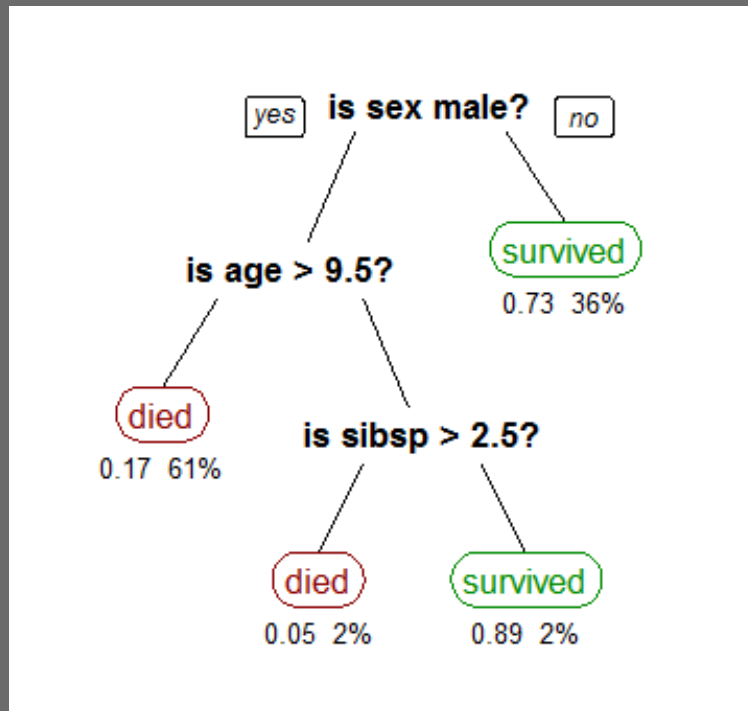 yes is sex male? no
is age > 9.5?
survived
0.73 36%
died
0.17 61%
is sibsp > 2.5?
died
0.05 2%
survived
0.89 2%